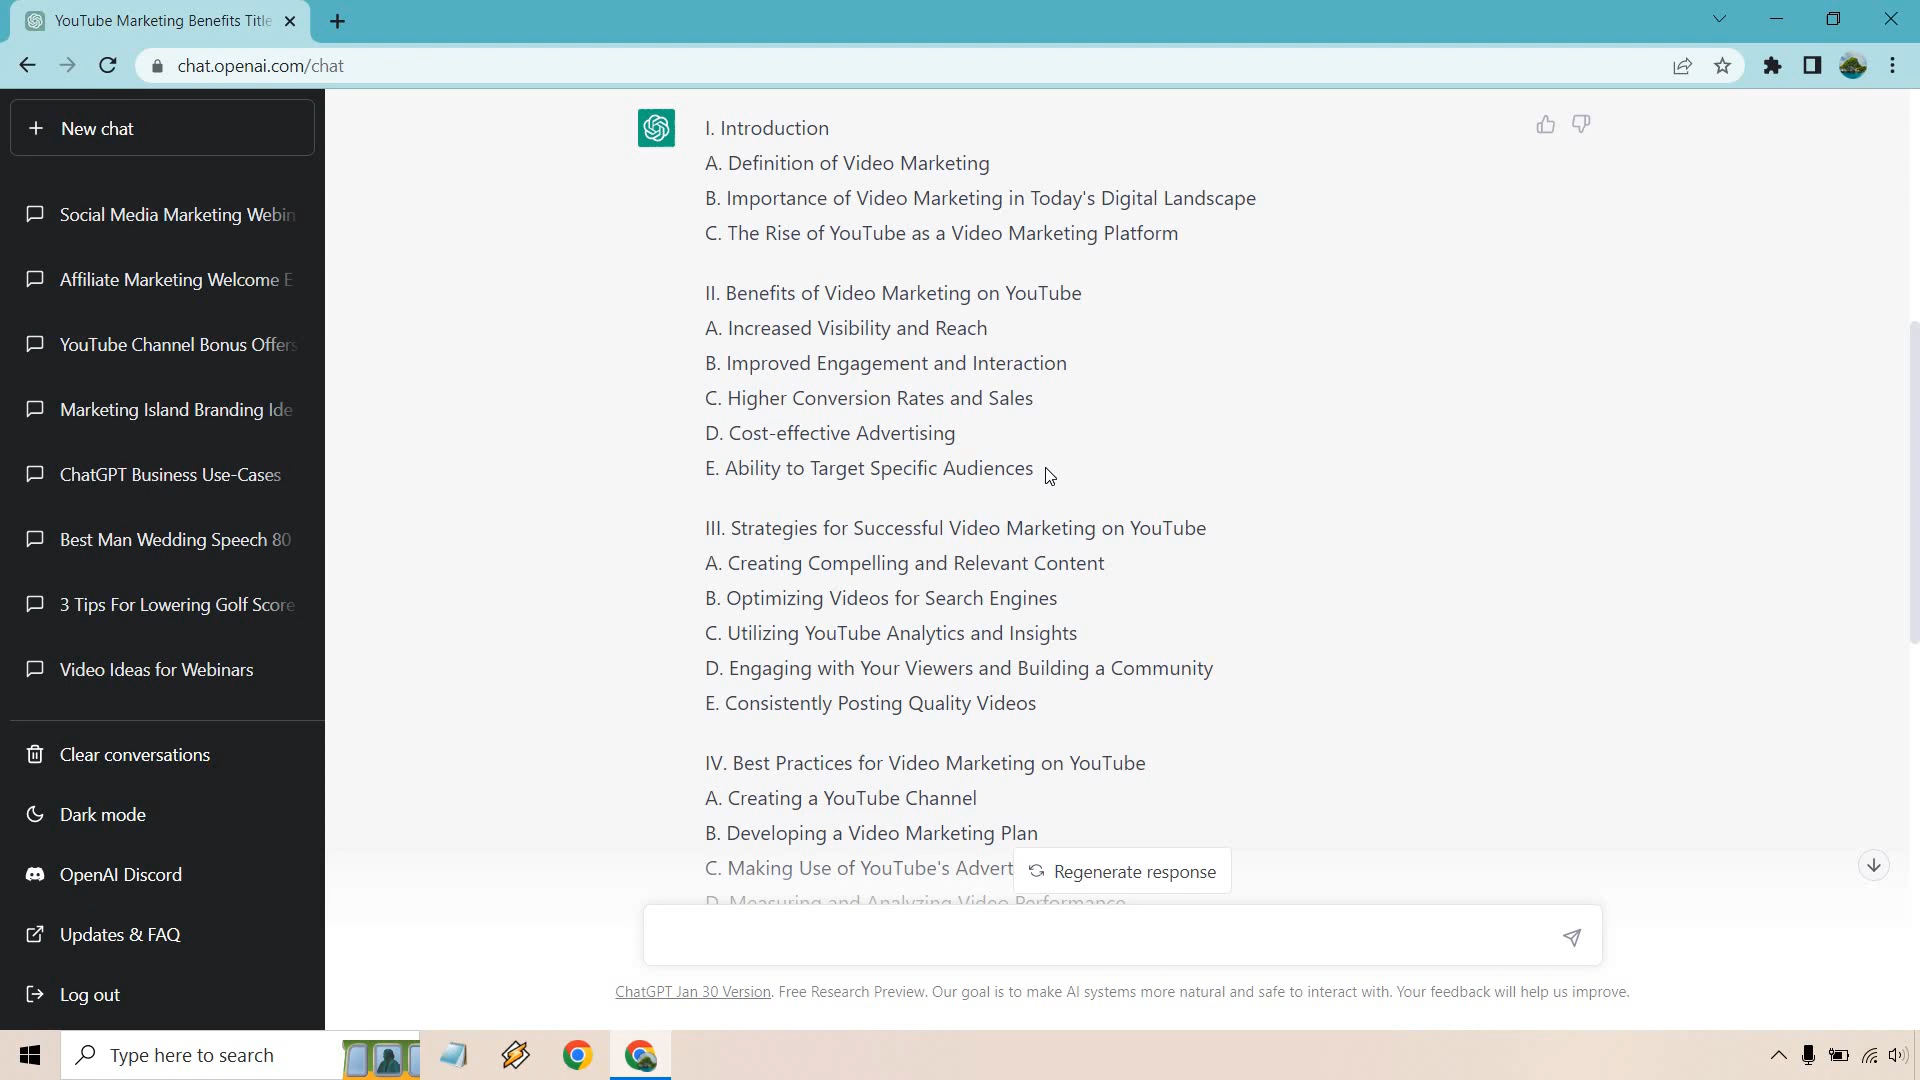 YouTube Marketing Benefits Title
chat.openai.com/chat
New chat
Social Media Marketing Webin
Affiliate Marketing Welcome E
YouTube Channel Bonus Offers
Marketing Island Branding Ide
ChatGPT Business Use-Cases
Best Man Wedding Speech 80
3 Tips For Lowering Golf Score
Video Ideas for Webinars
Clear conversations
Dark mode
OpenAI Discord
Updates & FAQ
Log out
I. Introduction
A. Definition of Video Marketing
B. Importance of Video Marketing in Today's Digital Landscape
C. The Rise of YouTube as a Video Marketing Platform
II. Benefits of Video Marketing on YouTube
A. Increased Visibility and Reach
B. Improved Engagement and Interaction
C. Higher Conversion Rates and Sales
D. Cost-effective Advertising
E. Ability to Target Specific Audiences
III. Strategies for Successful Video Marketing on YouTube
A. Creating Compelling and Relevant Content
B. Optimizing Videos for Search Engines
C. Utilizing YouTube Analytics and Insights
D. Engaging with Your Viewers and Building a Community
E. Consistently Posting Quality Videos
IV. Best Practices for Video Marketing on YouTube
A. Creating a YouTube Channel
B. Developing a Video Marketing Plan
C. Making Use of YouTube's Advert
D. Measuring and Analyzing Video Performance
Regenerate response
ChatGPT Jan 30 Version. Free Research Preview. Our goal is to make AI systems more natural and safe to interact with. Your feedback will help us improve.
Type here to search